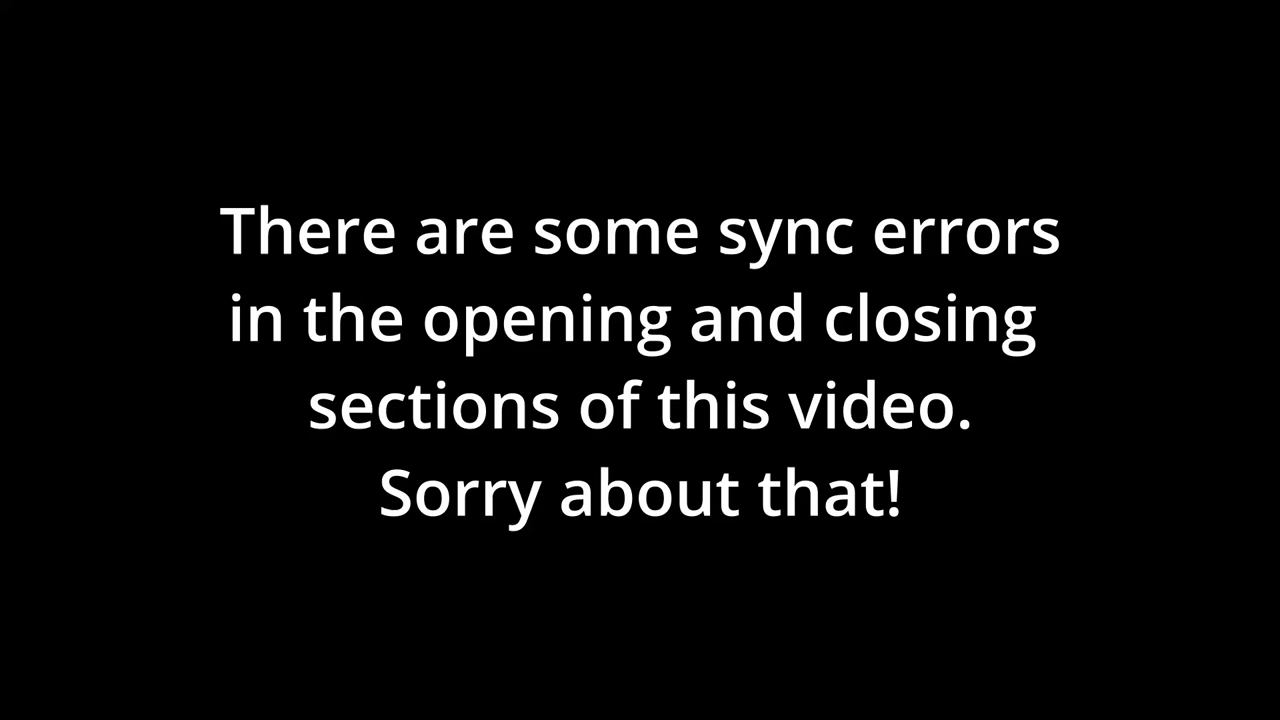 There are some sync errors
in the opening and closing
sections of this video.
Sorry about that!